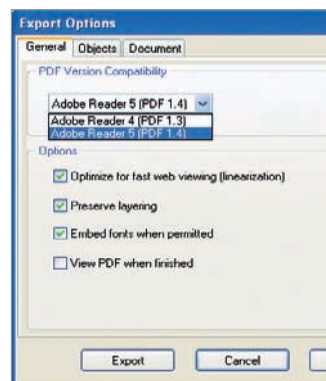 Export Options
General Objects Document
PDF Version Compatibility
Adobe Reader 5 (PDF 1.4)
Adobe Reader 4 (PDF 1.3)
Adobe Reader 5 (PDF 1.4)
Options
Optimize for fast web viewing (linearization)
Preserve layering
Embed fonts when permitted
View PDF when finished
Export Cancel